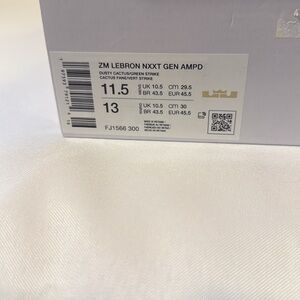 ZM LEBRON NXXT GEN AMPD
DUSTY CACTUS/GREEN STRIKE
CACTUS FANE/VERT STRIKE
11.5 UK 10.5 cm 29.5
BR 43.5 EUR 45.5
13 UK 10.5 cm 30
BR 43.5 EUR 45.5
FJ1566 300